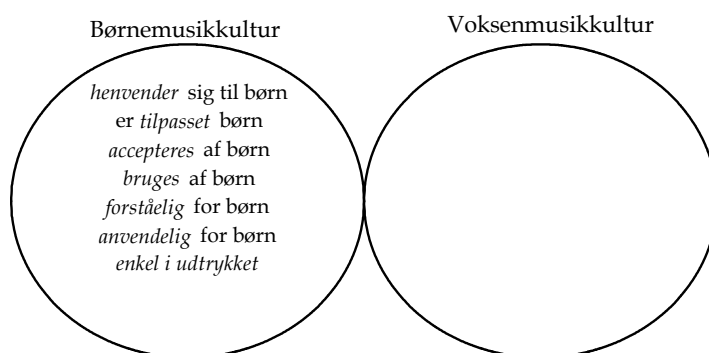 Børnemusikkultur
Voksenmusikkultur
henvender sig til børn
er tilpasset børn
accepteres af børn
bruges af børn
forståelig for børn
anvendelig for børn
enkel i udtrykket